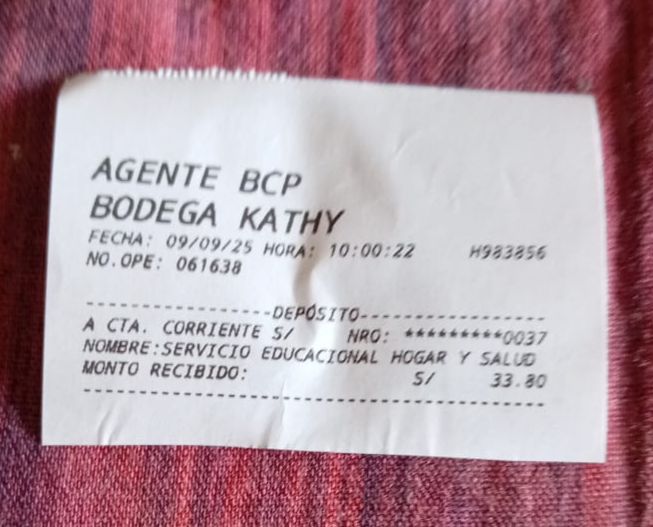 AGENTE BCP
BODEGA KATHY
FECHA: 09/09/25 HORA: 10:00:22 H983856
NO.OPE: 061638
------------------DEPÓSITO------------------
A CTA. CORRIENTE S/ NRO: *********0037
NOMBRE:SERVICIO EDUCACIONAL HOGAR Y SALUD
MONTO RECIBIDO: S/ 33.80
--------------------------------------------